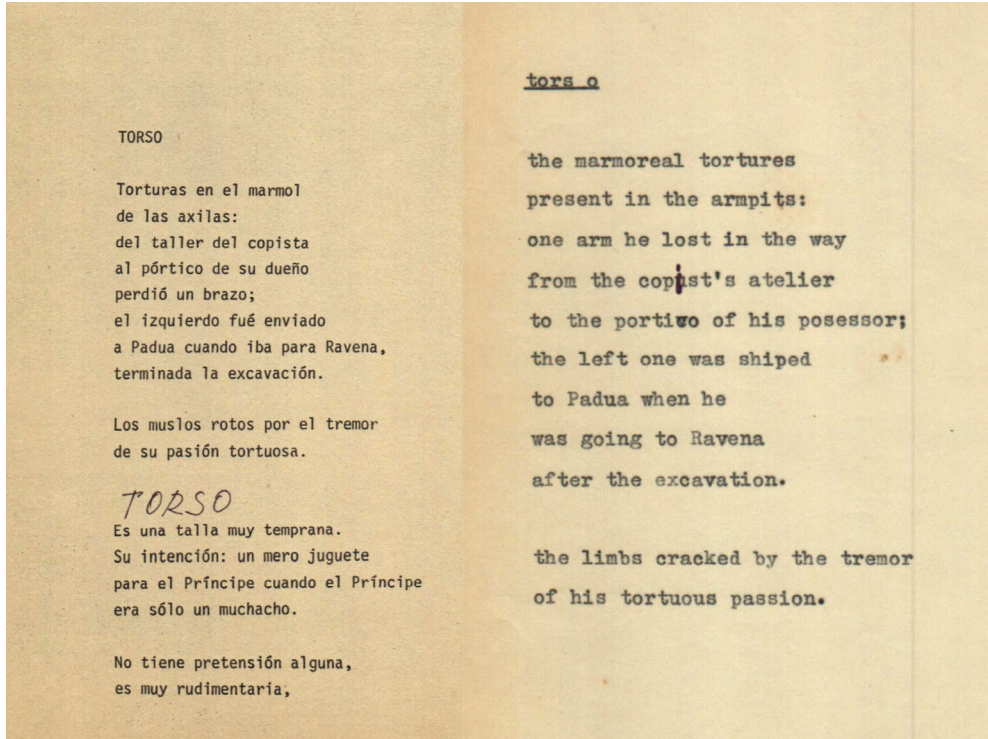 TORSO
Torturas en el marmol
de las axilas:
del taller del copista
al pórtico de su dueño
perdió un brazo;
el izquierdo fué enviado
a Padua cuando iba para Ravena,
terminada la excavación.
Los muslos rotos por el tremor
de su pasión tortuosa.
TORSO
Es una talla muy temprana.
Su intención: un mero juguete
para el Príncipe cuando el Príncipe
era sólo un muchacho.
No tiene pretensión alguna,
es muy rudimentaria,
tors o
the marmoreal tortures
present in the armpits:
one arm he lost in the way
from the copist's atelier
to the portico of his posessor;
the left one was shiped
to Padua when he
was going to Ravena
after the excavation.
the limbs cracked by the tremor
of his tortuous passion.